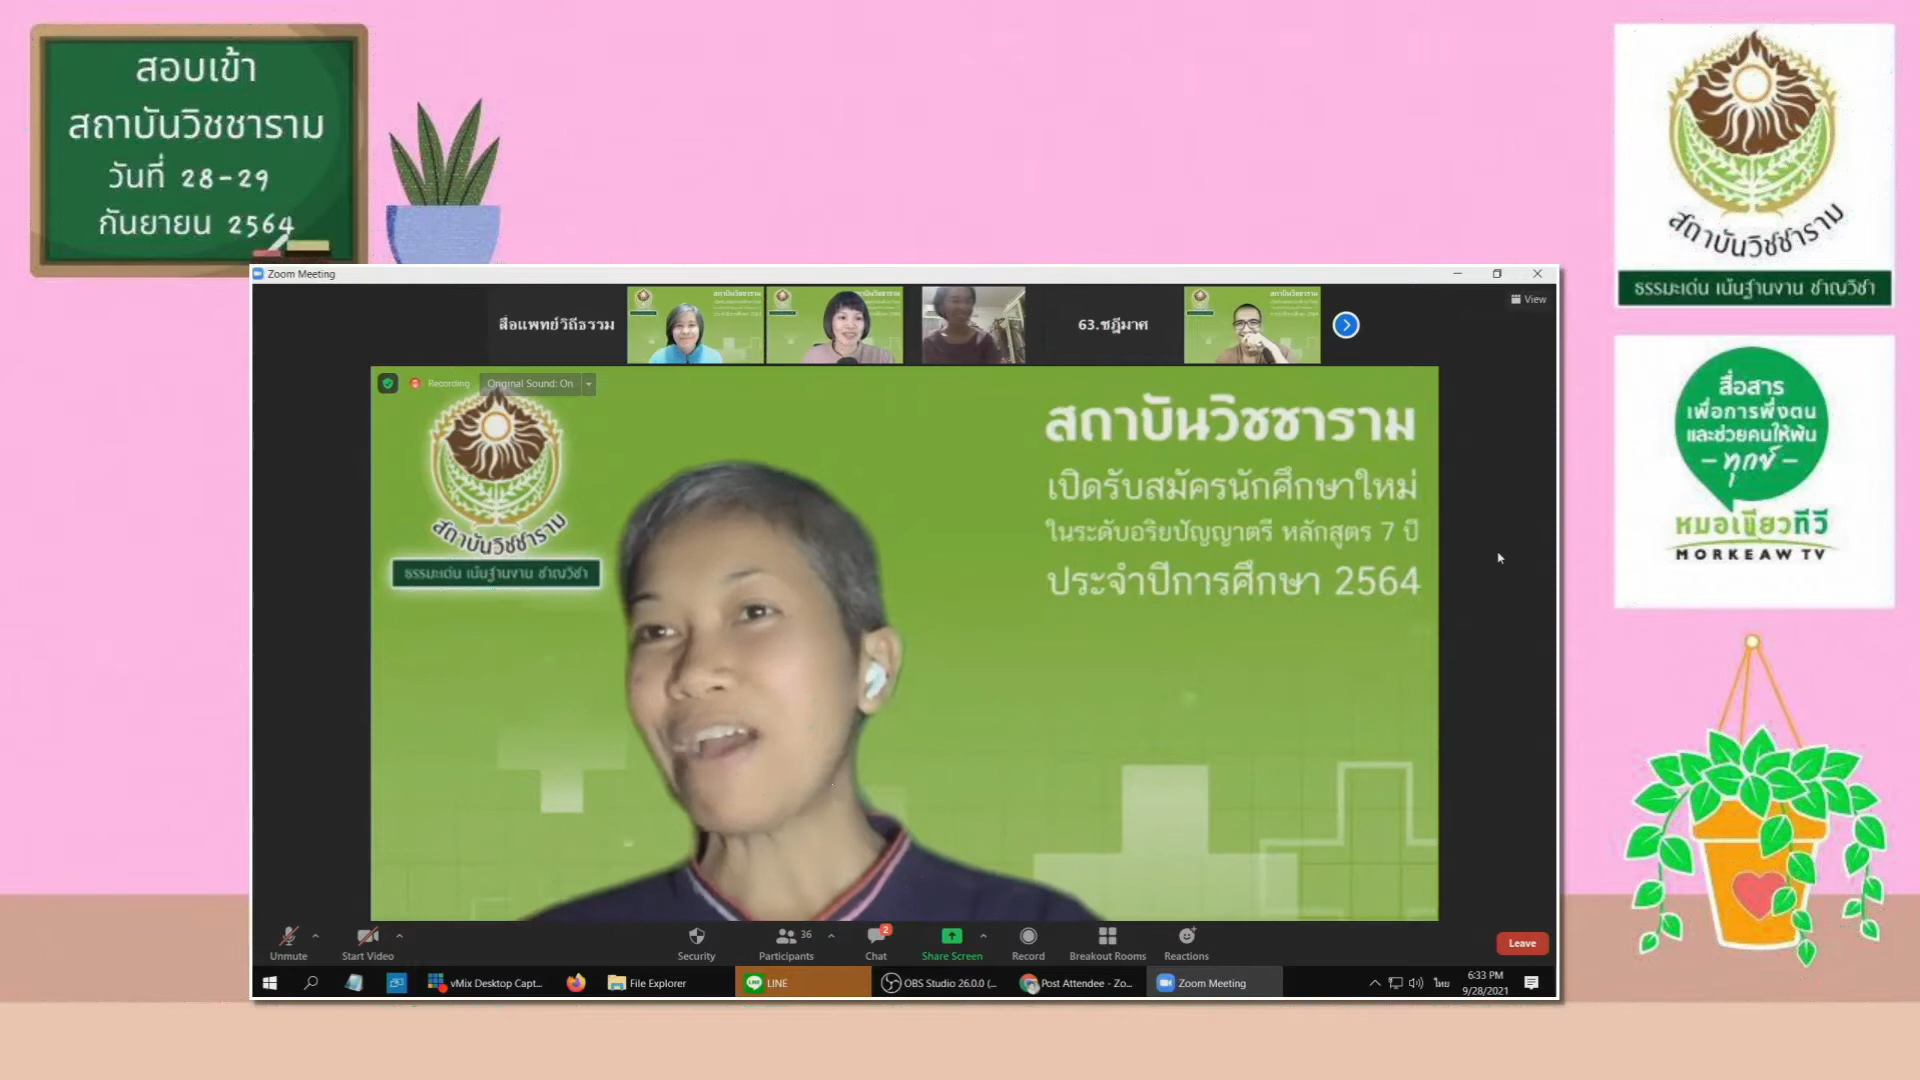 สอบเข้า
สถาบันวิชชาราม
วันที่ 28-29
กันยายน 2564
สถาบันวิชชาราม
ธรรมะเด่น เน้นฐานงาน ชาญวิชา
สื่อสาร
เพื่อการพึ่งตน
และช่วยคนให้พ้น
- ทุกข์ -
หมอเขียวทีวี
MORKEAW TV
Zoom Meeting
สื่อแพทย์วิถีธรรม
63.ชฎีมาศ
View
Recording
Original Sound: On
สถาบันวิชชาราม
ธรรมะเด่น เน้นฐานงาน ชาญวิชา
สถาบันวิชชาราม
เปิดรับสมัครนักศึกษาใหม่
ในระดับอริยปัญญาตรี หลักสูตร 7 ปี
ประจำปีการศึกษา 2564
Unmute
Start Video
Security
Participants
36
Chat
2
Share Screen
Record
Breakout Rooms
Reactions
Leave
vMix Desktop Capt...
File Explorer
LINE
OBS Studio 26.0.0 (...
Post Attendee - Zo...
Zoom Meeting
ไทย
6:33 PM
9/28/2021